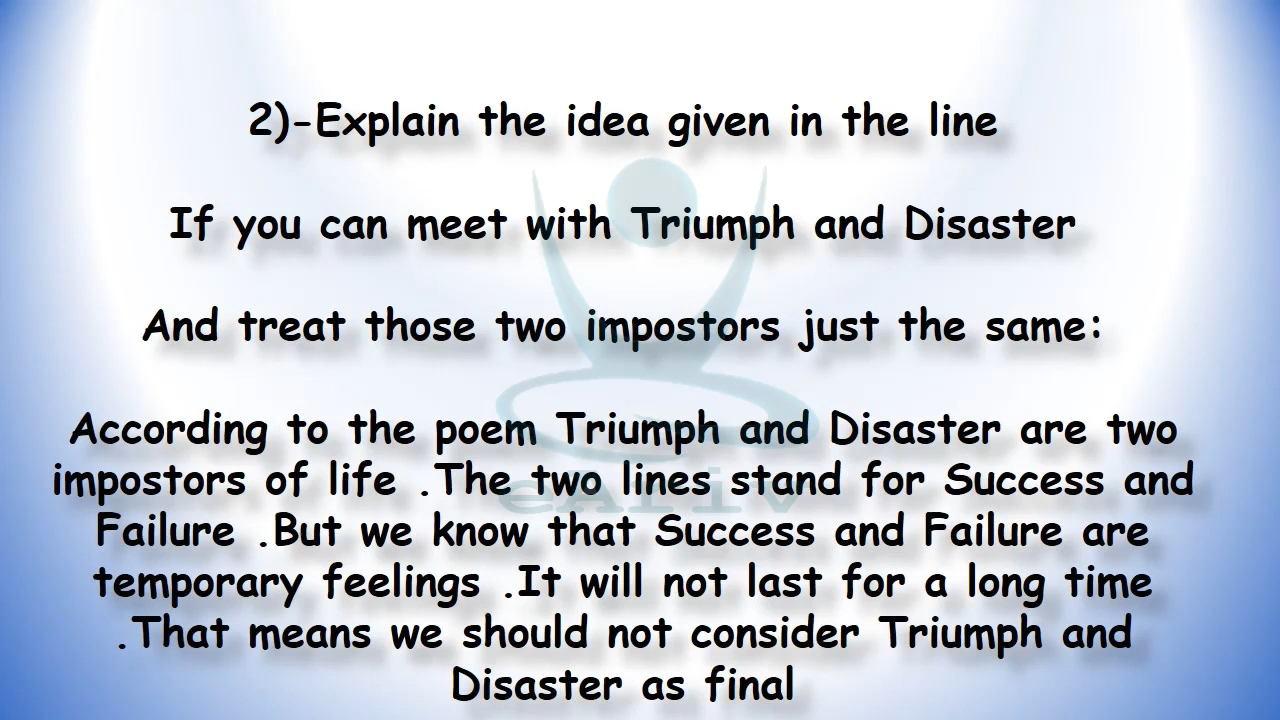 2)-Explain the idea given in the line
If you can meet with Triumph and Disaster
And treat those two impostors just the same:
According to the poem Triumph and Disaster are two
impostors of life .The two lines stand for Success and
Failure .But we know that Success and Failure are
temporary feelings .It will not last for a long time
.That means we should not consider Triumph and
Disaster as final